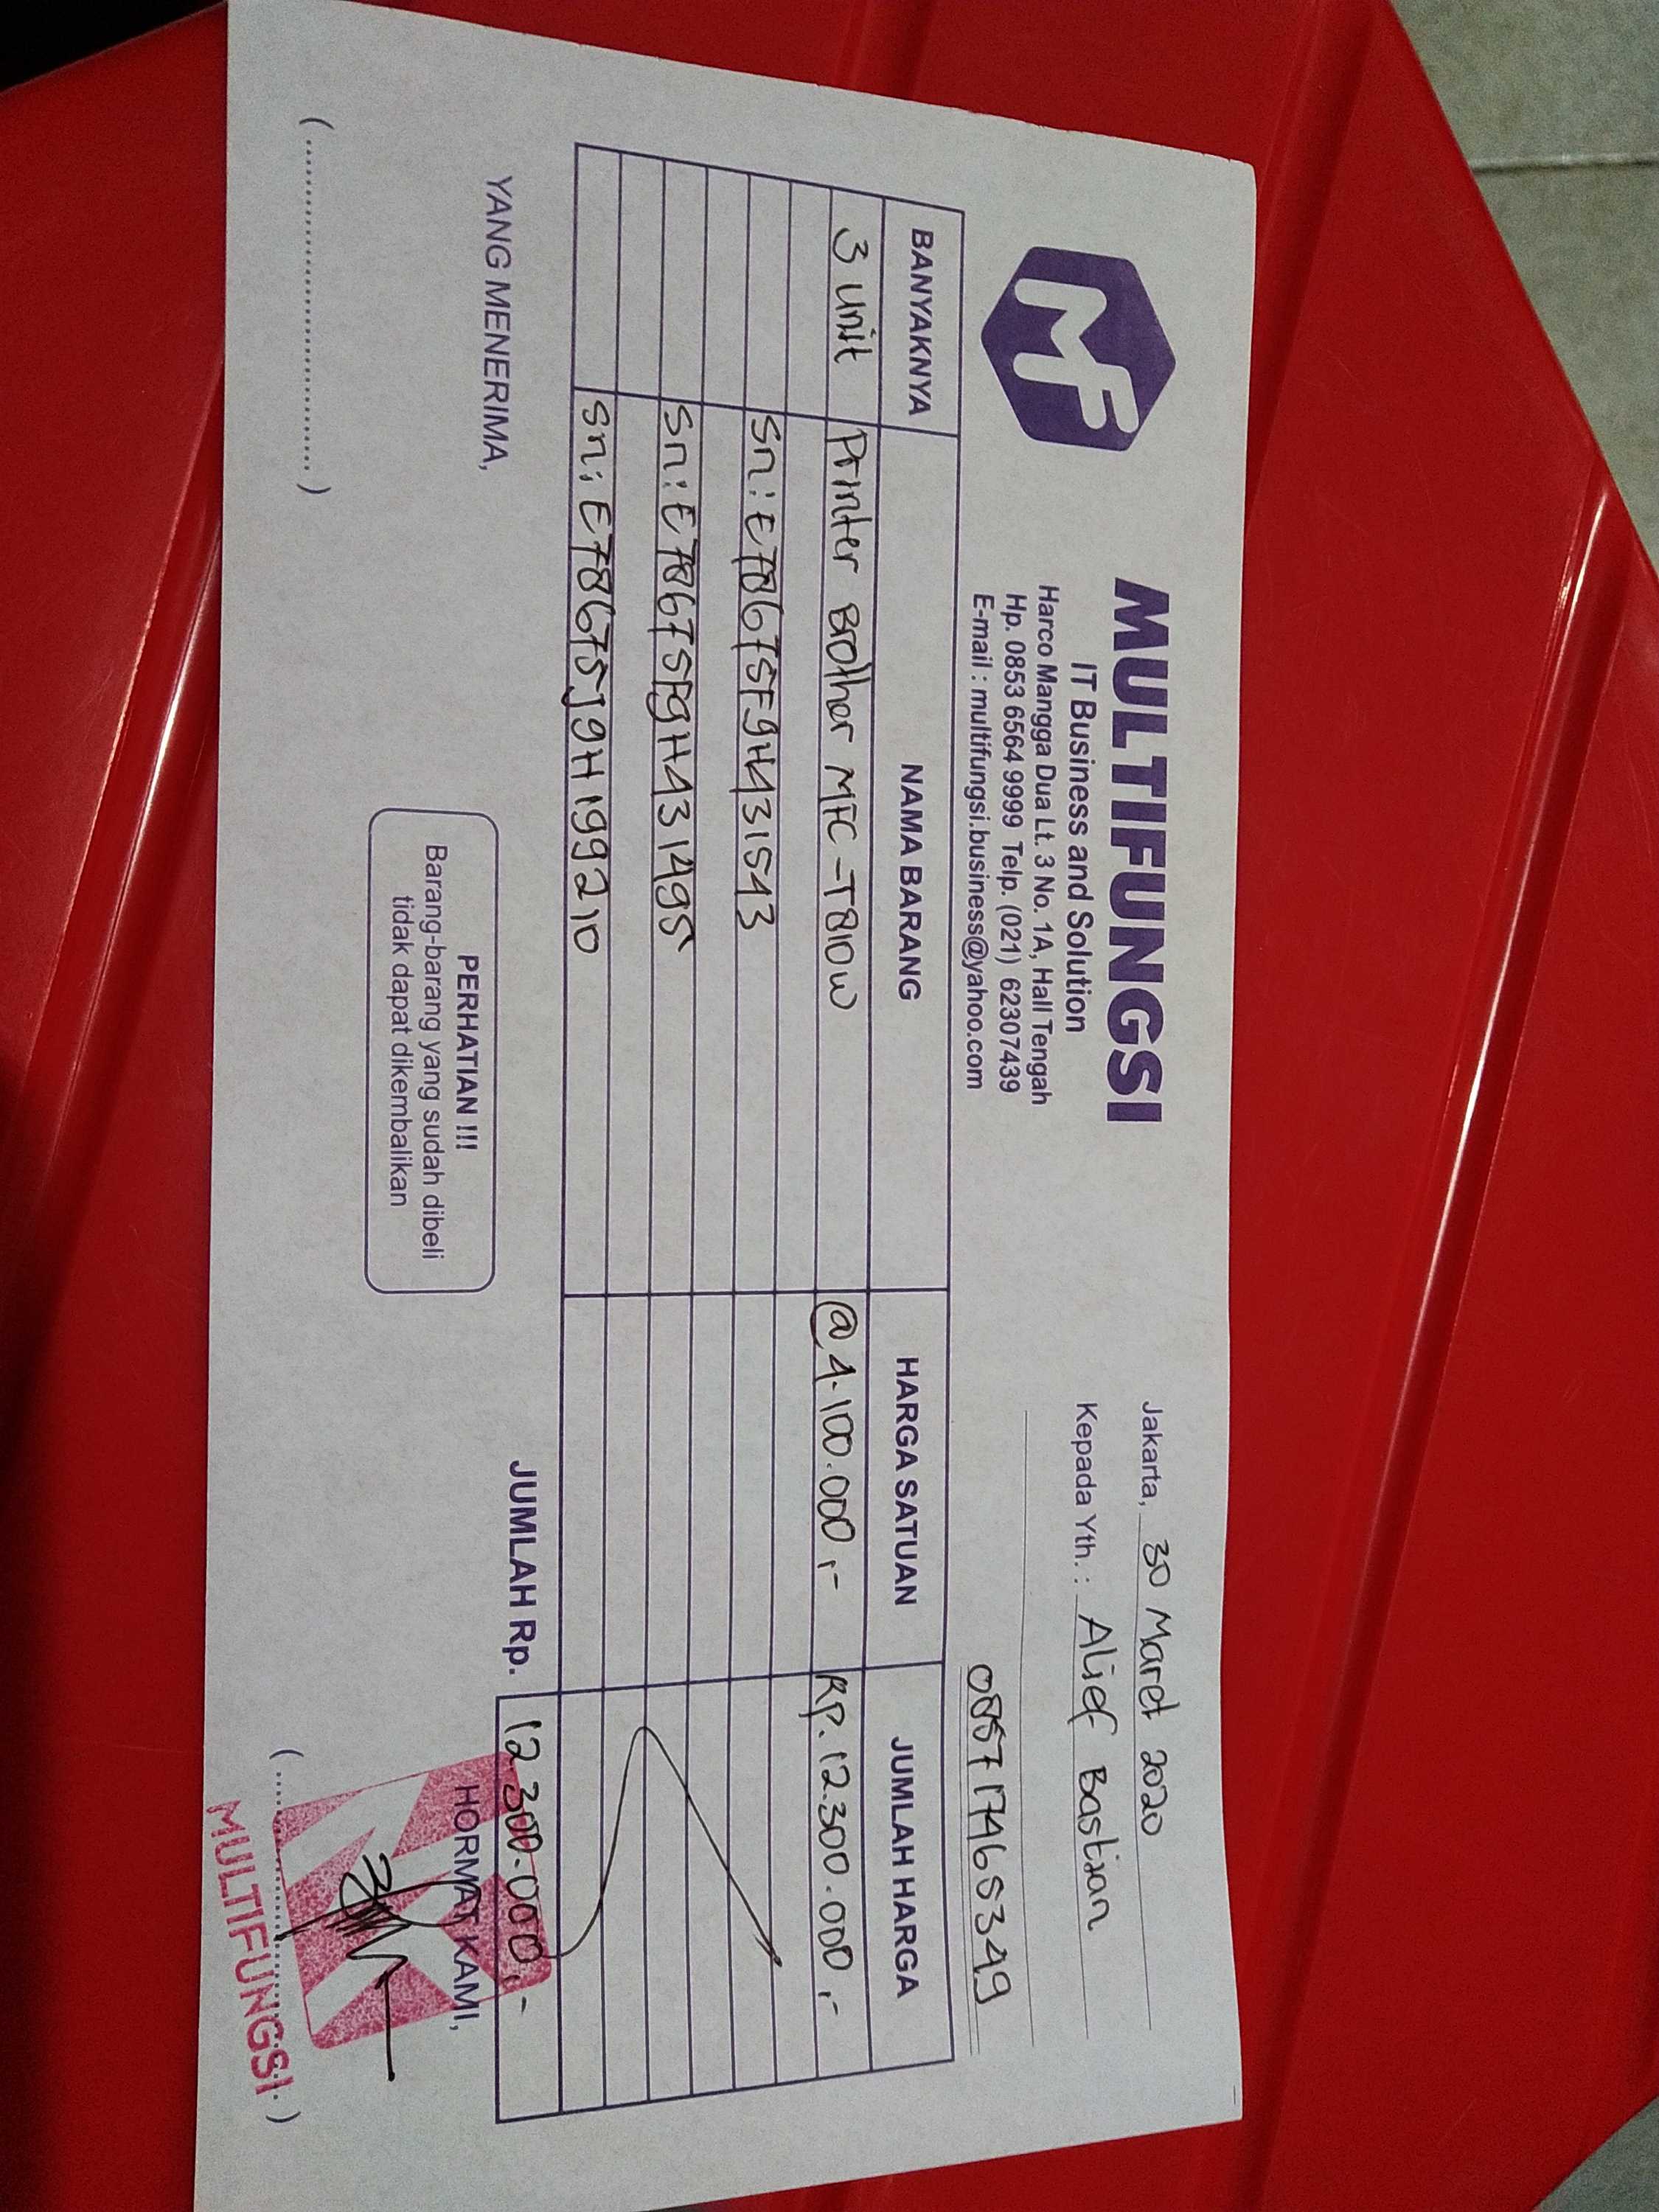 MF
MULTIFUNGSI
IT Business and Solution
Harco Mangga Dua Lt. 3 No. 1A, Hall Tengah
Hp. 0853 6564 9999 Telp. (021) 62307439
E-mail : multifungsi.business@yahoo.com
Jakarta, 30 Maret 2020
Kepada Yth. : Alief Bastian
085717465349
BANYAKNYA NAMA BARANG HARGA SATUAN JUMLAH HARGA
3 unit Printer Brother MFC-T810W @4.100.000,- Rp. 12.300.000,-
Sn: E78667SF9H431543
Sn: E78667SF9H431495
Sn: E78667SJ9H199210
JUMLAH Rp. 12.300.000,-
YANG MENERIMA,
PERHATIAN !!!
Barang-barang yang sudah dibeli
tidak dapat dikembalikan
HORMAT KAMI,
MULTIFUNGSI